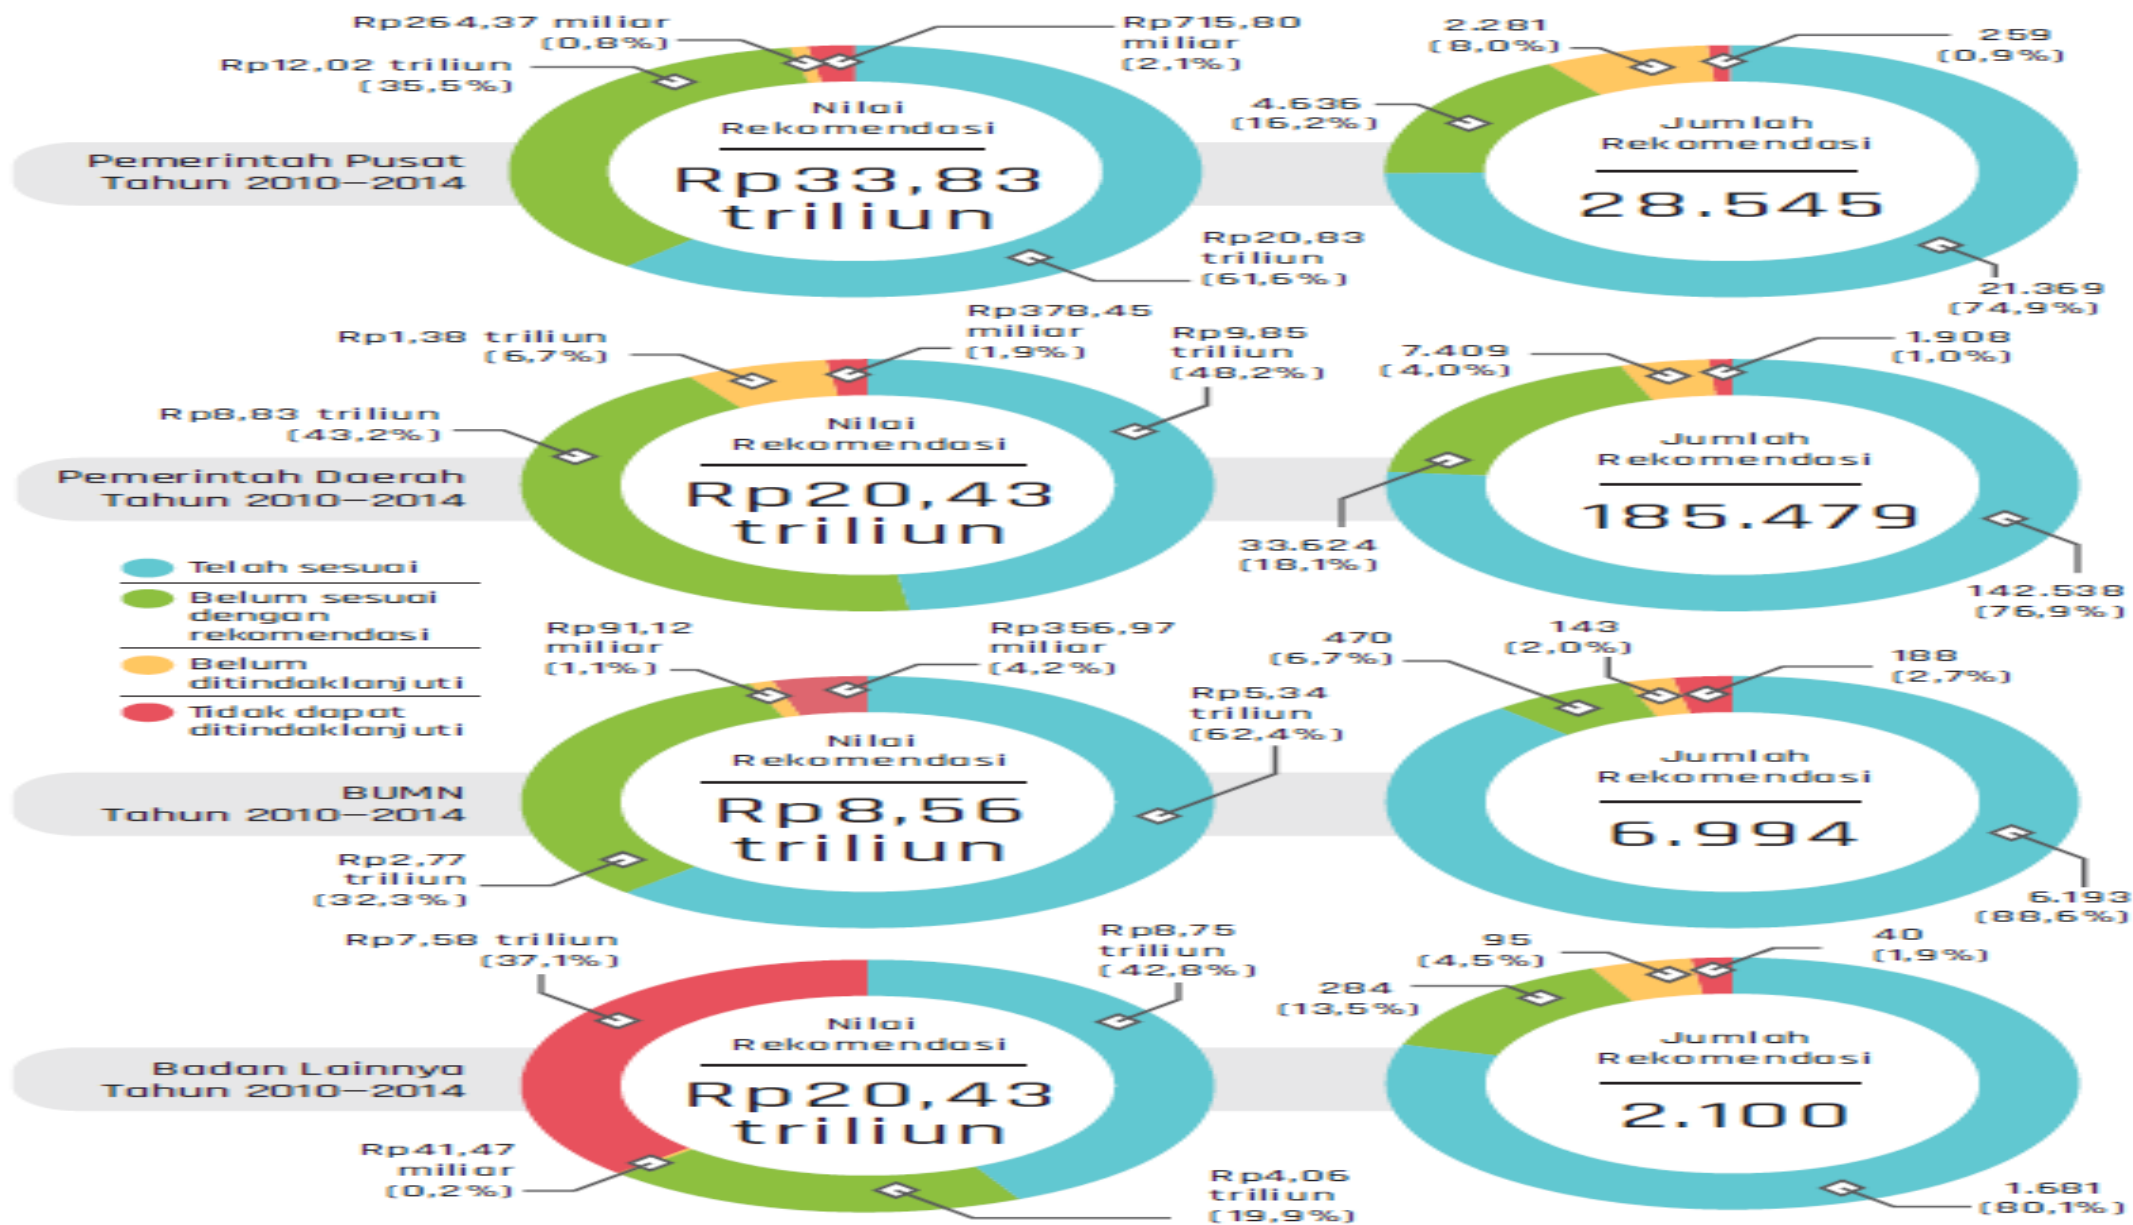 Rp264,37 miliar
(0,8%)
Rp12,02 triliun
(35,5%)
Rp715,80
miliar
(2,1%)
Nilai
Rekomendasi
Rp33,83
triliun
Pemerintah Pusat
Tahun 2010–2014
Rp20,83
triliun
(61,6%)
2.281
(8,0%)
259
(0,9%)
4.636
(16,2%)
Jumlah
Rekomendasi
28.545
21.369
(74,9%)
Rp1,38 triliun
(6,7%)
Rp378,45
miliar
(1,9%)
Rp9,85
triliun
(48,2%)
Rp8,83 triliun
(43,2%)
Nilai
Rekomendasi
Rp20,43
triliun
Pemerintah Daerah
Tahun 2010–2014
7.409
(4,0%)
1.908
(1,0%)
Jumlah
Rekomendasi
185.479
33.624
(18,1%)
142.538
(76,9%)
Telah sesuai
Belum sesuai
dengan
rekomendasi
Belum
ditindaklanjuti
Tidak dapat
ditindaklanjuti
Rp91,12
miliar
(1,1%)
Rp356,97
miliar
(4,2%)
Rp5,34
triliun
(62,4%)
Nilai
Rekomendasi
Rp8,56
triliun
BUMN
Tahun 2010–2014
Rp2,77
triliun
(32,3%)
470
(6,7%)
143
(2,0%)
188
(2,7%)
Jumlah
Rekomendasi
6.994
6.193
(88,6%)
Rp7,58 triliun
(37,1%)
Rp8,75
triliun
(42,8%)
Nilai
Rekomendasi
Rp20,43
triliun
Badan Lainnya
Tahun 2010–2014
Rp41,47
miliar
(0,2%)
Rp4,06
triliun
(19,9%)
95
(4,5%)
40
(1,9%)
284
(13,5%)
Jumlah
Rekomendasi
2.100
1.681
(80,1%)